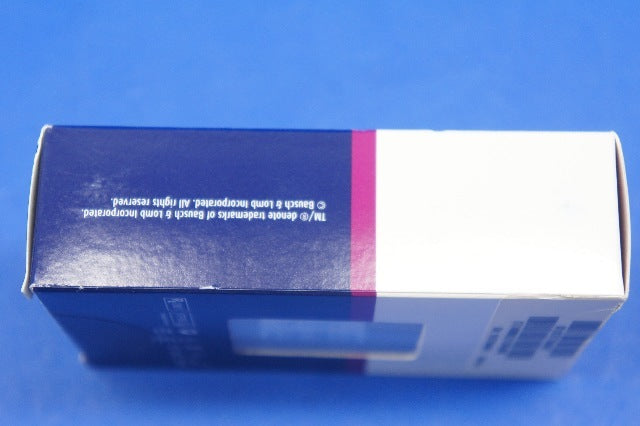 TM/® denote trademarks of Bausch & Lomb Incorporated.
© Bausch & Lomb Incorporated. All rights reserved.